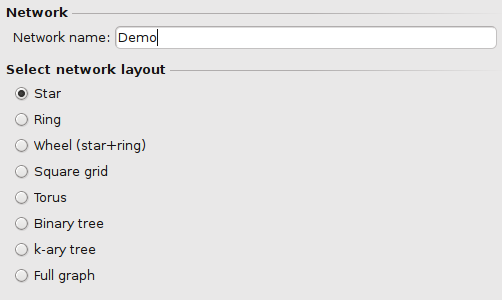 Network
Network name: Demo
Select network layout
Star
Ring
Wheel (star+ring)
Square grid
Torus
Binary tree
k-ary tree
Full graph